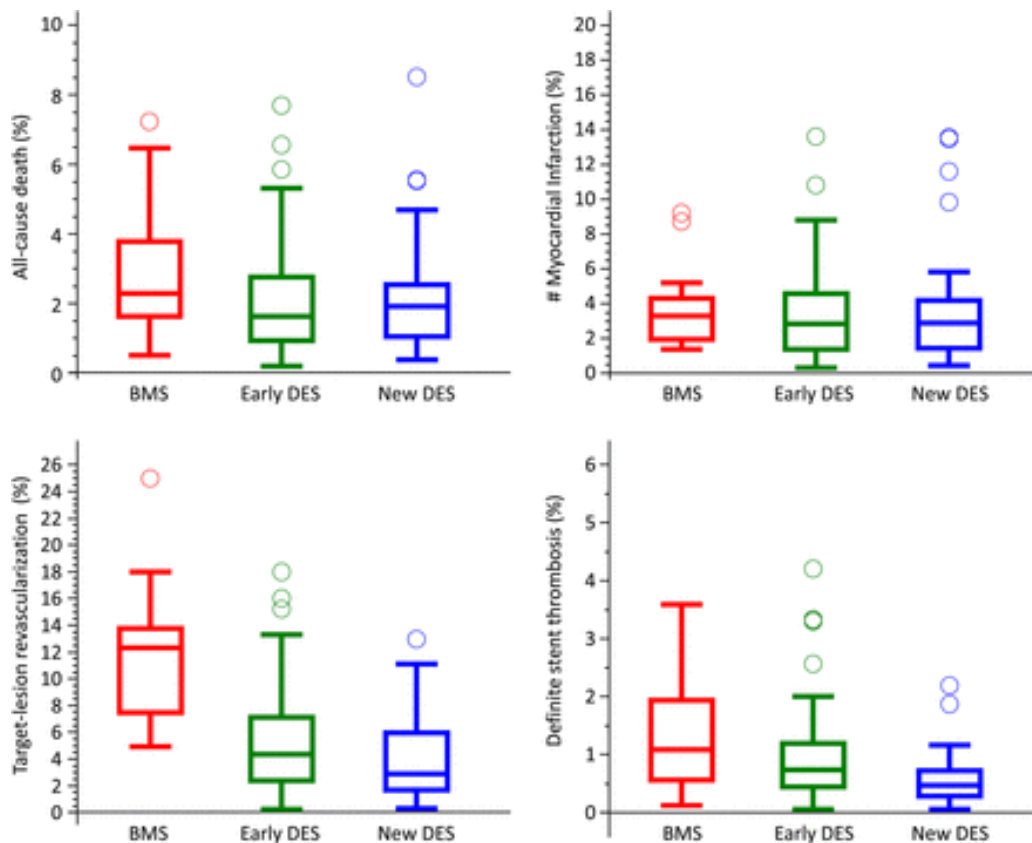 All-cause death (%)
10
8
6
4
2
0
BMS
Early DES
New DES
# Myocardial Infarction (%)
20
18
16
14
12
10
8
6
4
2
0
BMS
Early DES
New DES
Target-lesion revascularization (%)
26
24
22
20
18
16
14
12
10
8
6
4
2
0
BMS
Early DES
New DES
Definite stent thrombosis (%)
6
5
4
3
2
1
0
BMS
Early DES
New DES